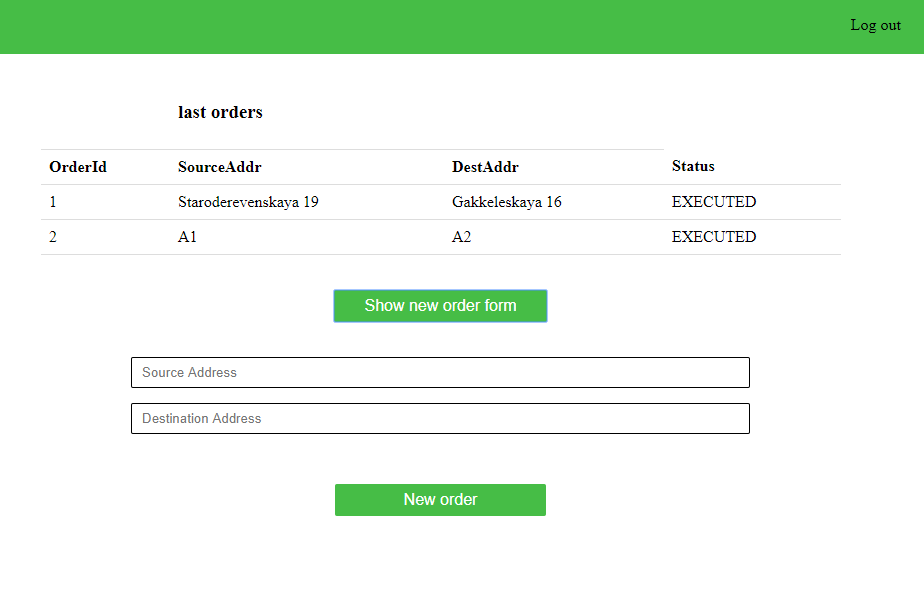 Log out
last orders
OrderId SourceAddr DestAddr Status
1 Staroderevenskaya 19 Gakkeleskaya 16 EXECUTED
2 A1 A2 EXECUTED
Show new order form
Source Address
Destination Address
New order